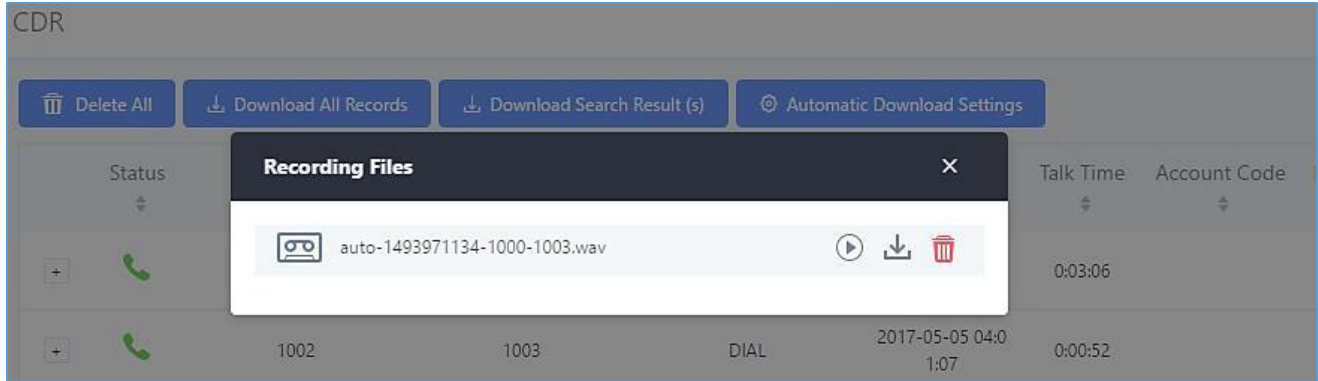 CDR
Delete All
Download All Records
Download Search Result (s)
Automatic Download Settings
Recording Files
Status
Talk Time
Account Code
auto-1493971134-1000-1003.wav
0:03:06
1002
1003
DIAL
2017-05-05 04:0
1:07
0:00:52